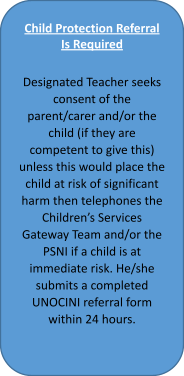 Child Protection Referral
Is Required
Designated Teacher seeks
consent of the
parent/carer and/or the
child (if they are
competent to give this)
unless this would place the
child at risk of significant
harm then telephones the
Children’s Services
Gateway Team and/or the
PSNI if a child is at
immediate risk. He/she
submits a completed
UNOCINI referral form
within 24 hours.